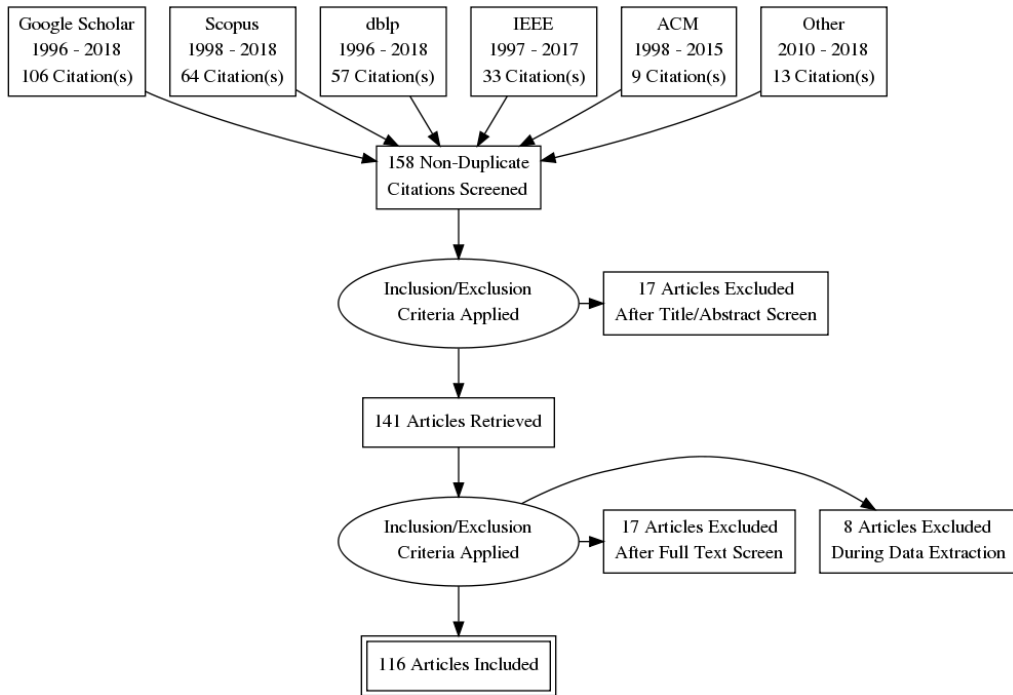 Google Scholar
1996 - 2018
106 Citation(s)
Scopus
1998 - 2018
64 Citation(s)
dblp
1996 - 2018
57 Citation(s)
IEEE
1997 - 2017
33 Citation(s)
ACM
1998 - 2015
9 Citation(s)
Other
2010 - 2018
13 Citation(s)
158 Non-Duplicate
Citations Screened
Inclusion/Exclusion
Criteria Applied
17 Articles Excluded
After Title/Abstract Screen
141 Articles Retrieved
Inclusion/Exclusion
Criteria Applied
17 Articles Excluded
After Full Text Screen
8 Articles Excluded
During Data Extraction
116 Articles Included